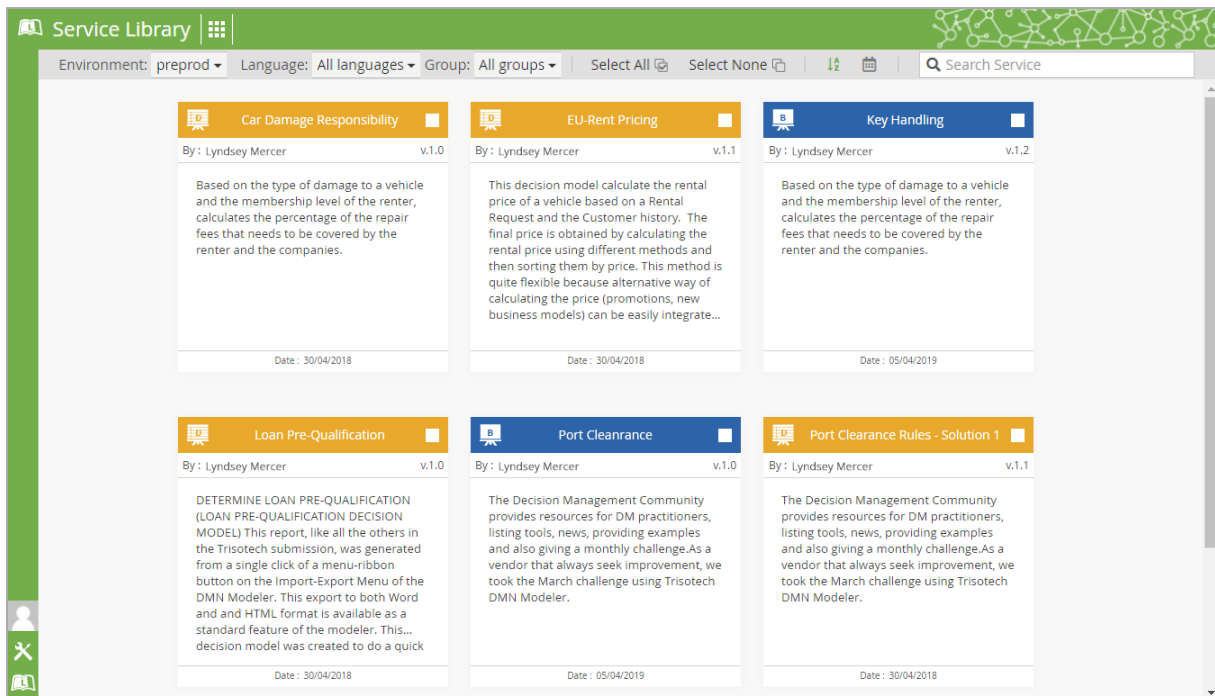 Service Library
Environment: preprod Language: All languages Group: All groups Select All Select None Search Service
D Car Damage Responsibility
By : Lyndsey Mercer v.1.0
Based on the type of damage to a vehicle
and the membership level of the renter,
calculates the percentage of the repair
fees that needs to be covered by the
renter and the companies.
Date : 30/04/2018
D EU-Rent Pricing
By : Lyndsey Mercer v.1.1
This decision model calculate the rental
price of a vehicle based on a Rental
Request and the Customer history. The
final price is obtained by calculating the
rental price using different methods and
then sorting them by price. This method is
quite flexible because alternative way of
calculating the price (promotions, new
business models) can be easily integrate...
Date : 30/04/2018
B Key Handling
By : Lyndsey Mercer v.1.2
Based on the type of damage to a vehicle
and the membership level of the renter,
calculates the percentage of the repair
fees that needs to be covered by the
renter and the companies.
Date : 05/04/2019
D Loan Pre-Qualification
By : Lyndsey Mercer v.1.0
DETERMINE LOAN PRE-QUALIFICATION
(LOAN PRE-QUALIFICATION DECISION
MODEL) This report, like all the others in
the Trisotech submission, was generated
from a single click of a menu-ribbon
button on the Import-Export Menu of the
DMN Modeler. This export to both Word
and and HTML format is available as a
standard feature of the modeler. This...
decision model was created to do a quick
Date : 30/04/2018
B Port Cleanrance
By : Lyndsey Mercer v.1.0
The Decision Management Community
provides resources for DM practitioners,
listing tools, news, providing examples
and also giving a monthly challenge.As a
vendor that always seek improvement, we
took the March challenge using Trisotech
DMN Modeler.
Date : 05/04/2019
D Port Clearance Rules - Solution 1
By : Lyndsey Mercer v.1.1
The Decision Management Community
provides resources for DM practitioners,
listing tools, news, providing examples
and also giving a monthly challenge.As a
vendor that always seek improvement, we
took the March challenge using Trisotech
DMN Modeler.
Date : 30/04/2018